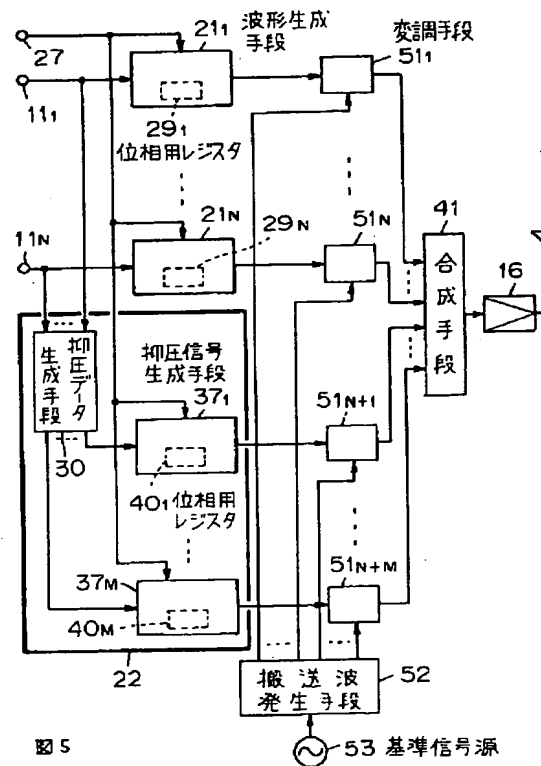 27
11₁
21₁
波形生成
手段
29₁
位相用レジスタ
変調手段
51₁
11N
21N
29N
51N
41
合成手段
16
抑圧データ
生成手段
30
抑圧信号
生成手段
37₁
40₁
位相用
レジスタ
51N+1
37M
40M
51N+M
22
搬送波
発生手段
52
53 基準信号源
図5